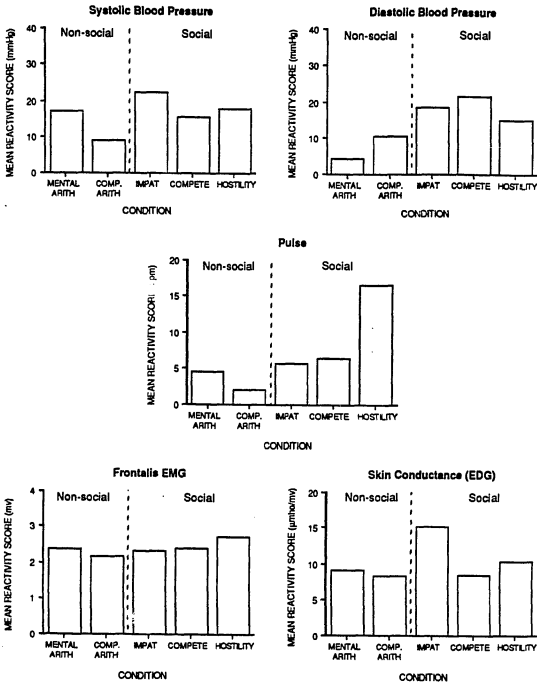 Systolic Blood Pressure
MEAN REACTIVITY SCORE (mmHg)
40
30
20
10
0
Non-social
Social
MENTAL ARITH
COMP. ARITH
IMPAT
COMPETE
HOSTILITY
CONDITION
Diastolic Blood Pressure
MEAN REACTIVITY SCORE (mmHg)
40
30
20
10
0
Non-social
Social
MENTAL ARITH
COMP. ARITH
IMPAT
COMPETE
HOSTILITY
CONDITION
Pulse
MEAN REACTIVITY
20
15
10
5
0
Non-social
Social
MENTAL ARITH
COMP. ARITH
IMPAT
COMPETE
HOSTILITY
CONDITION
Frontalis EMG
MEAN REACTIVITY SCORE (mv)
4
3
2
1
0
Non-social
Social
MENTAL ARITH
COMP. ARITH
IMPAT
COMPETE
HOSTILITY
CONDITION
Skin Conductance (EDG)
MEAN REACTIVITY SCORE (µmho/mv)
20
15
10
5
0
Non-social
Social
MENTAL ARITH
COMP. ARITH
IMPAT
COMPETE
HOSTILITY
CONDITION